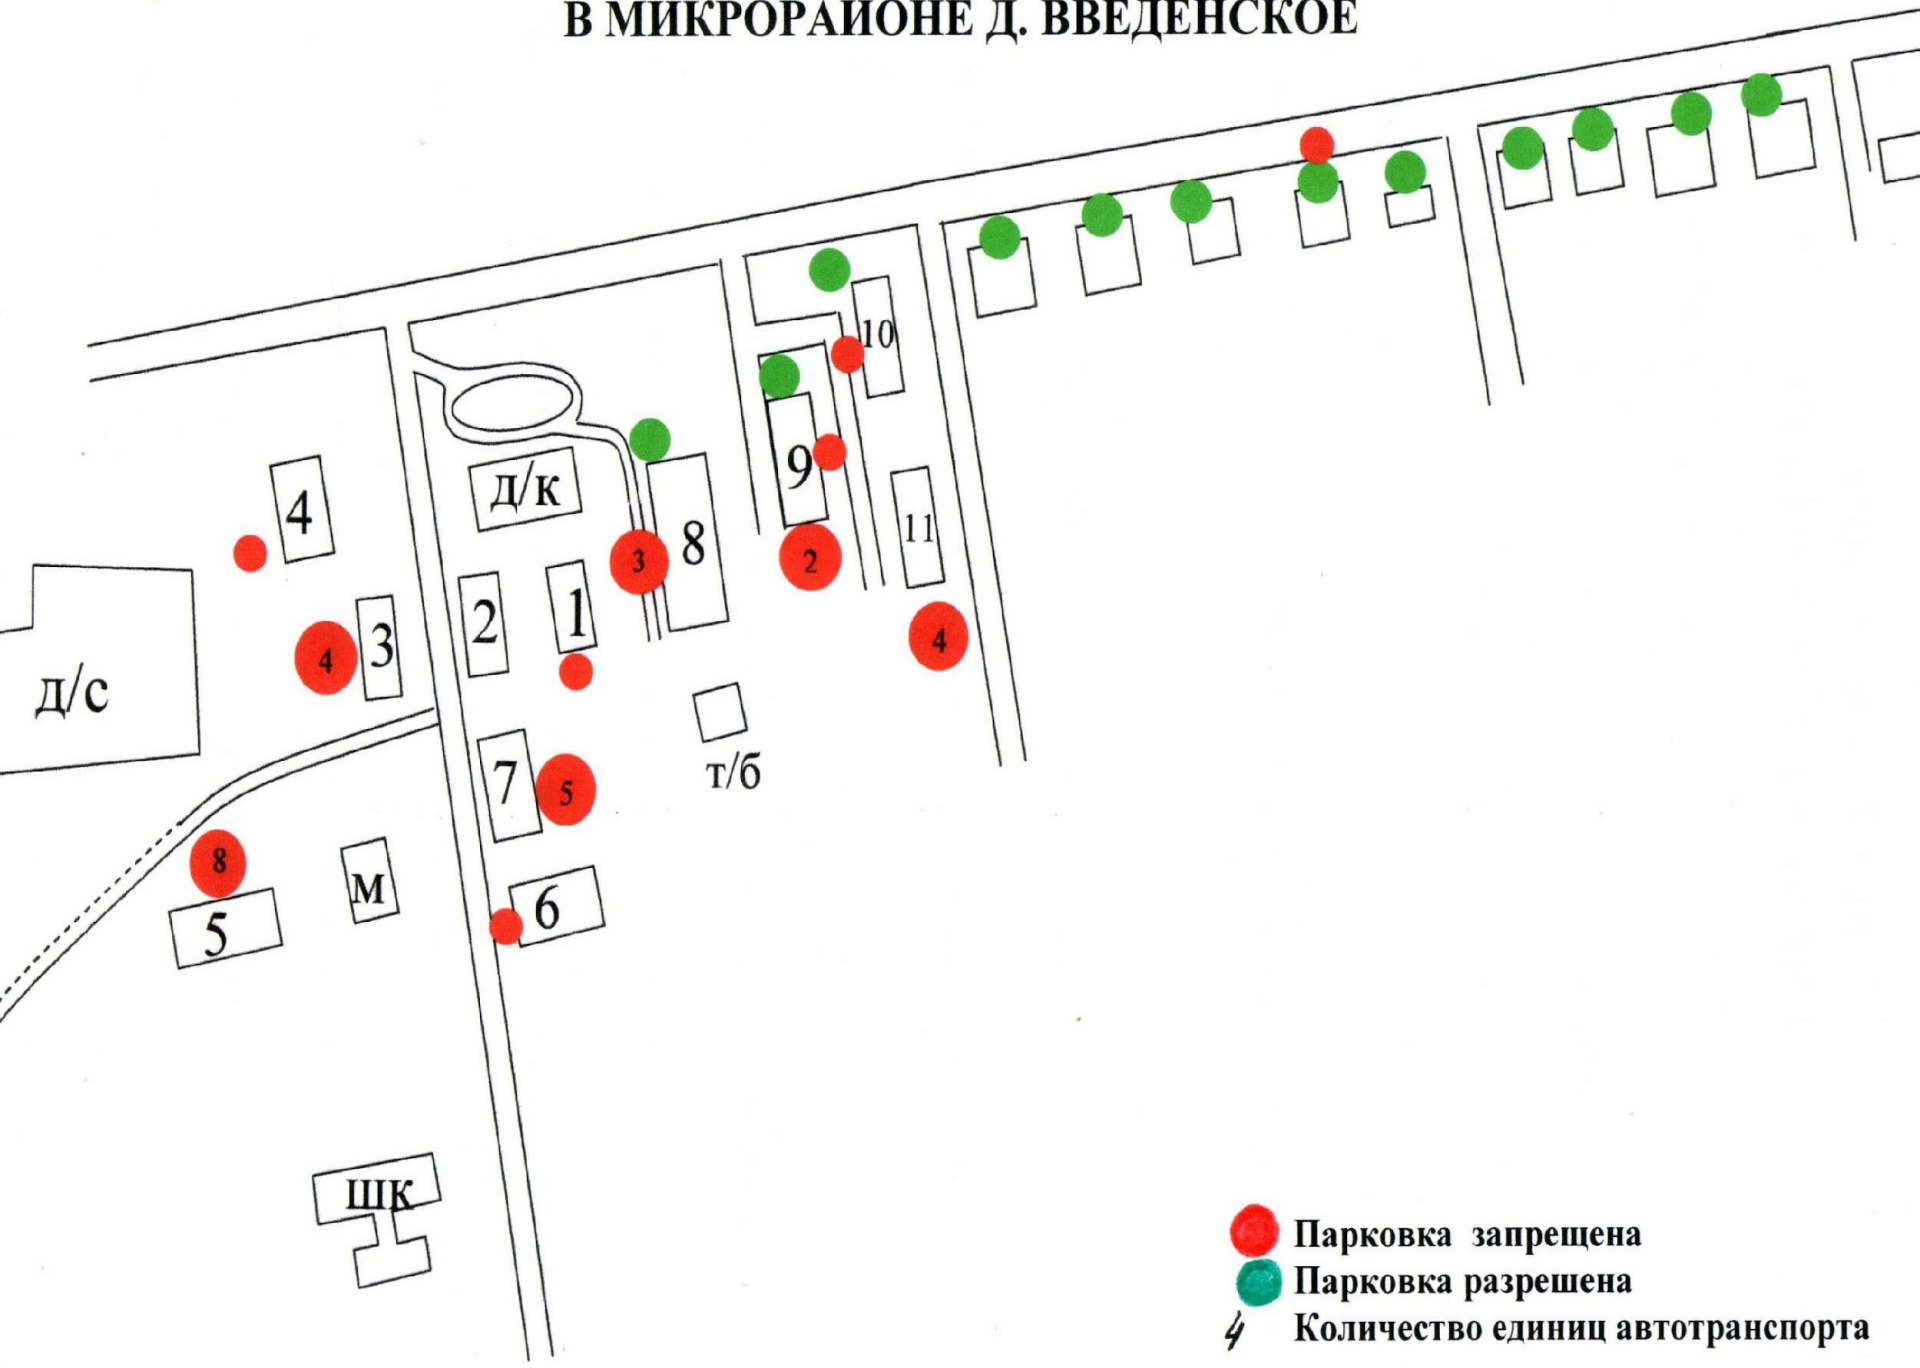 В МИКРОРАЙОНЕ Д. ВВЕДЕНСКОЕ
10
9
4
д/к
8
11
3
2
1
2
3
4
4
д/с
т/б
7
5
8
М
6
5
ШК
Парковка запрещена
Парковка разрешена
4 Количество единиц автотранспорта